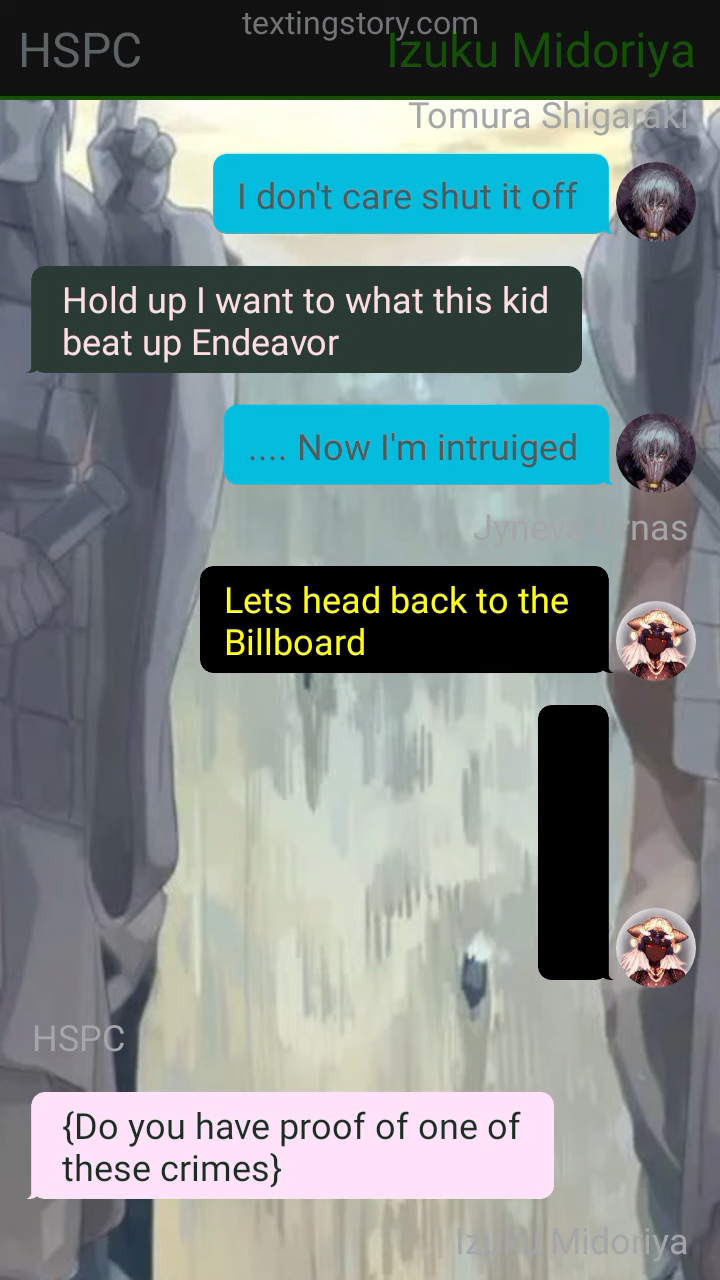 textingstory.com
HSPC
Izuku Midoriya
Tomura Shigaraki
I don't care shut it off
Hold up I want to what this kid
beat up Endeavor
.... Now I'm intruiged
Jyneva
Lets head back to the
Billboard
HSPC
{Do you have proof of one of
these crimes}
Izuku Midoriya